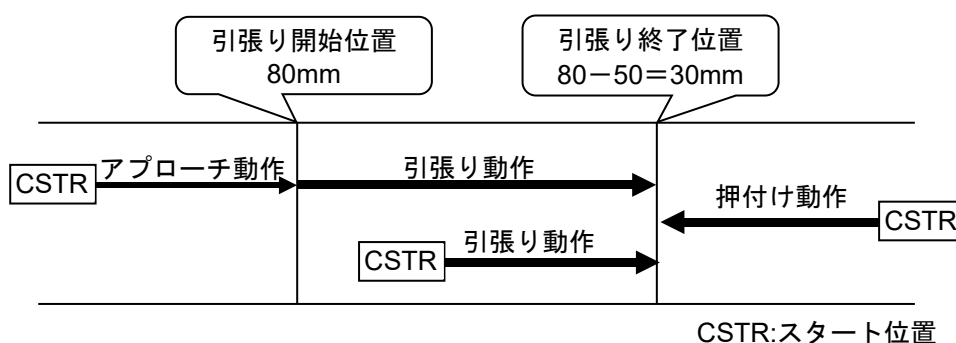 引張り開始位置
80mm
引張り終了位置
80－50＝30mm
CSTR
アプローチ動作
引張り動作
押付け動作
CSTR
CSTR
引張り動作
CSTR:スタート位置